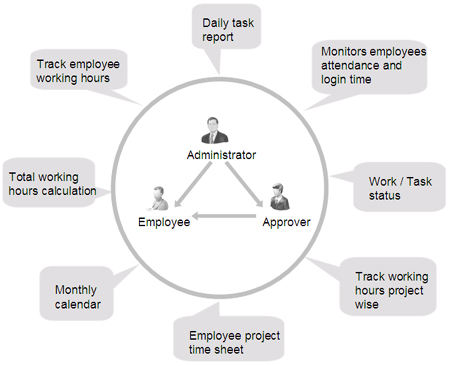 Daily task
report
Track employee
working hours
Monitors employees
attendance and
login time
Administrator
Total working
hours calculation
Work / Task
status
Employee
Approver
Monthly
calendar
Track working
hours project
wise
Employee project
time sheet